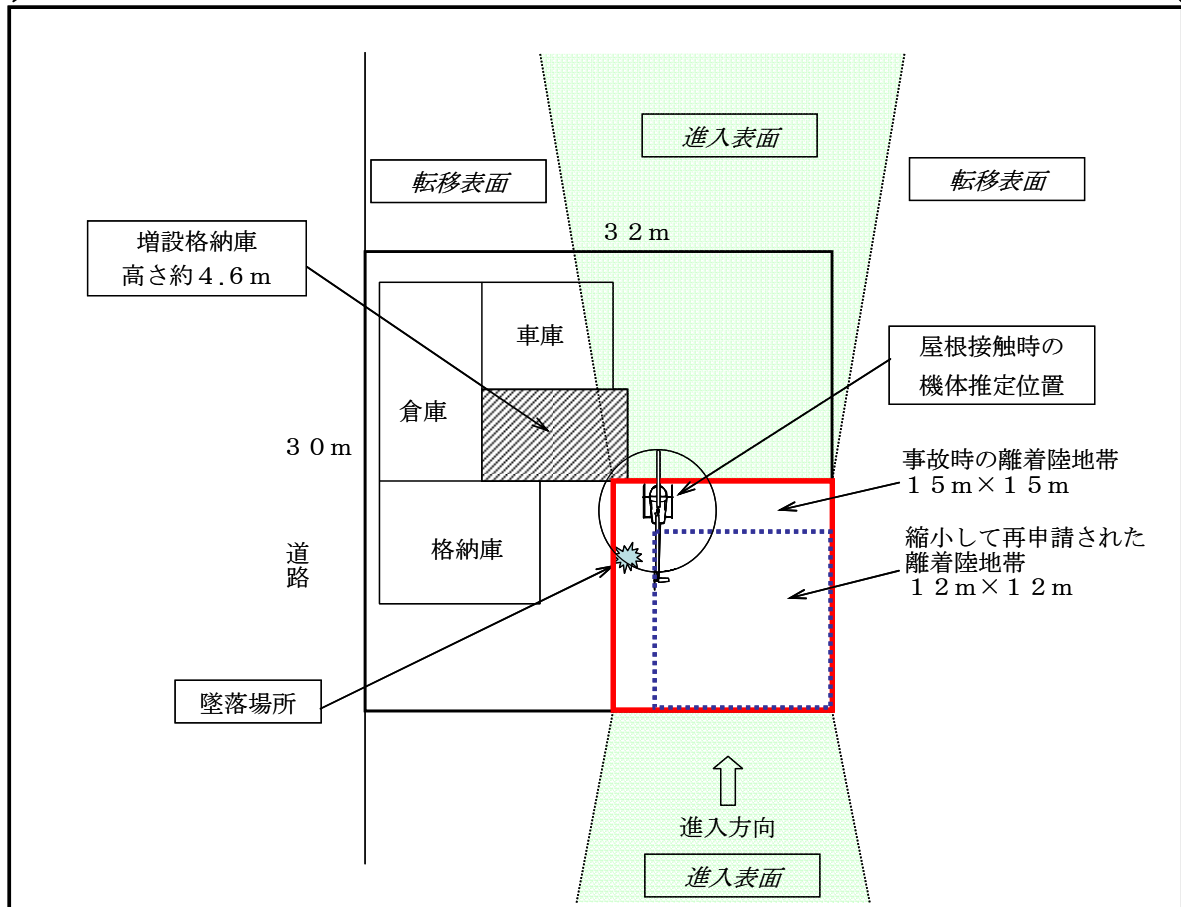 進入表面
転移表面
転移表面
３２ｍ
増設格納庫
高さ約４.６ｍ
車庫
屋根接触時の
機体推定位置
倉庫
３０ｍ
事故時の離着陸地帯
１５ｍ×１５ｍ
格納庫
縮小して再申請された
離着陸地帯
１２ｍ×１２ｍ
道路
墜落場所
進入方向
進入表面